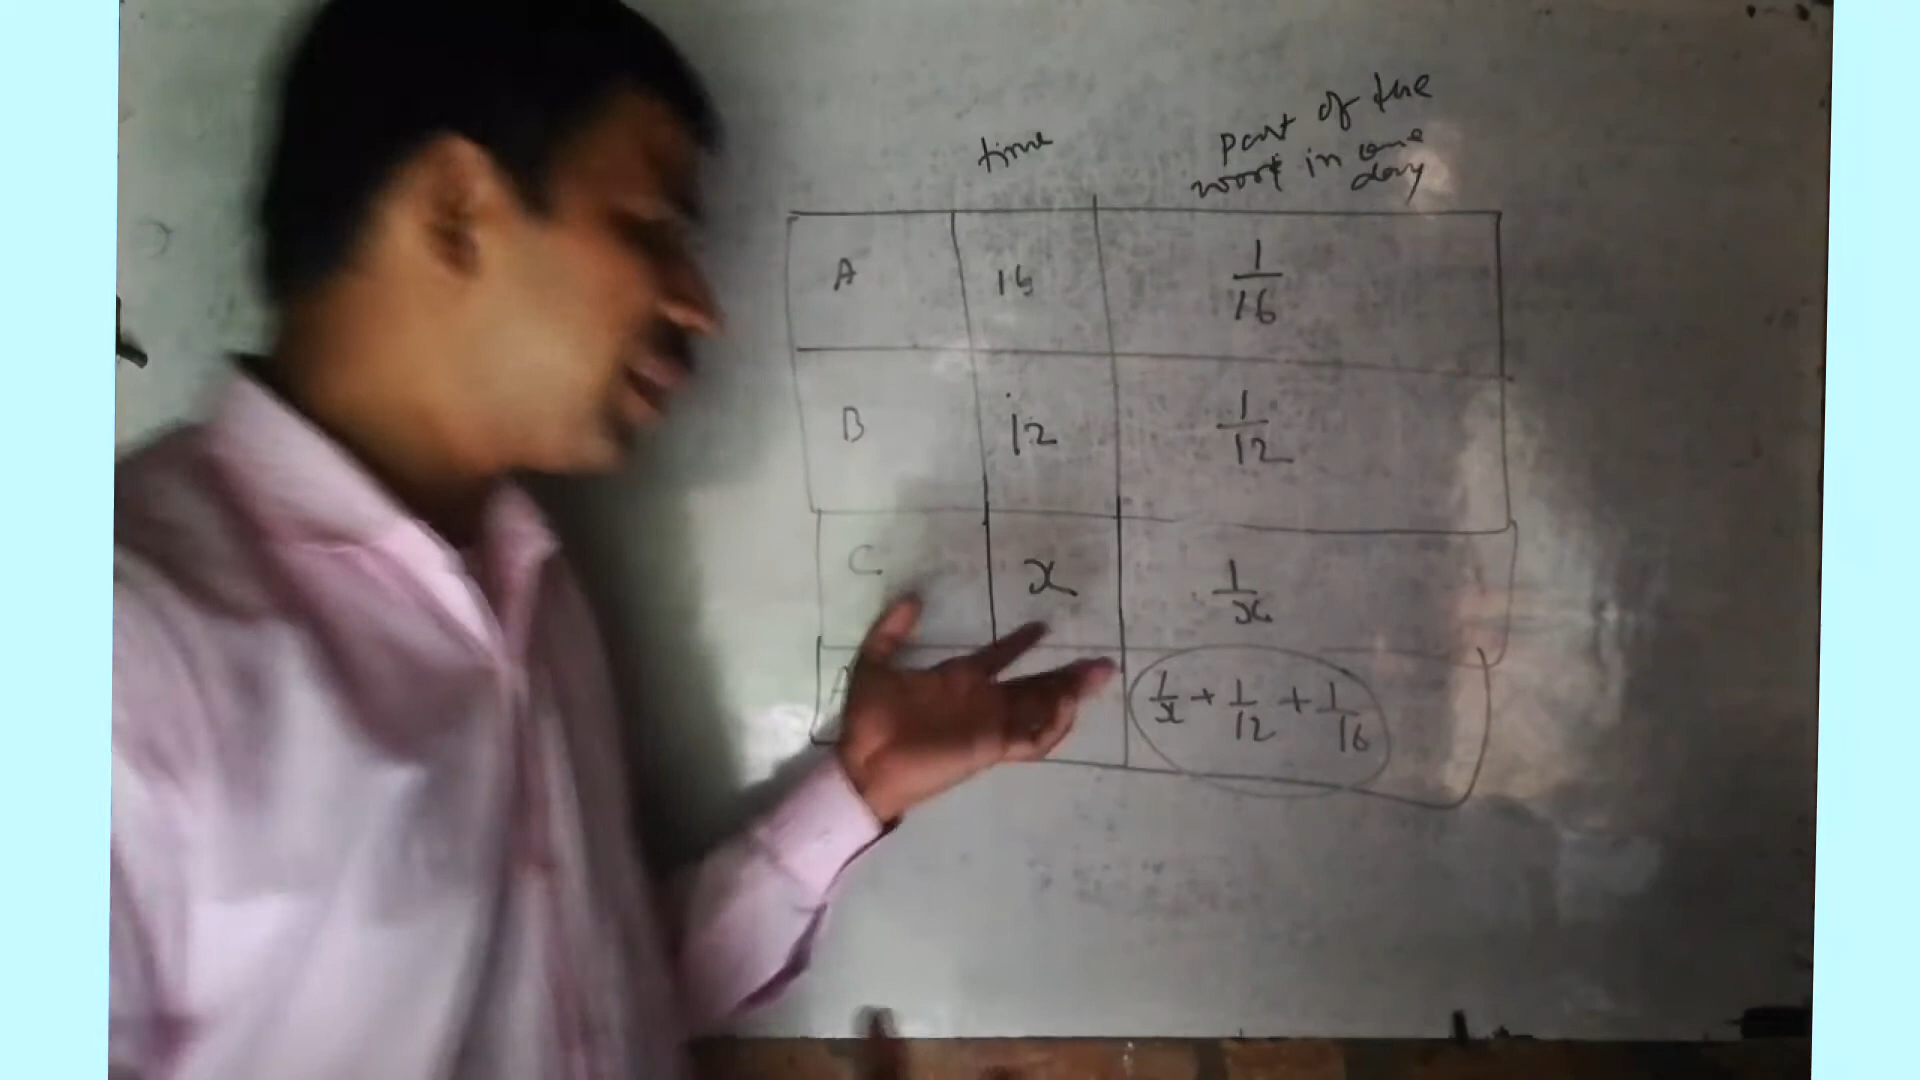 time
part of the
work in one
day
A 16 1/16
B 12 1/12
C x 1/x
A 1/x + 1/12 + 1/16